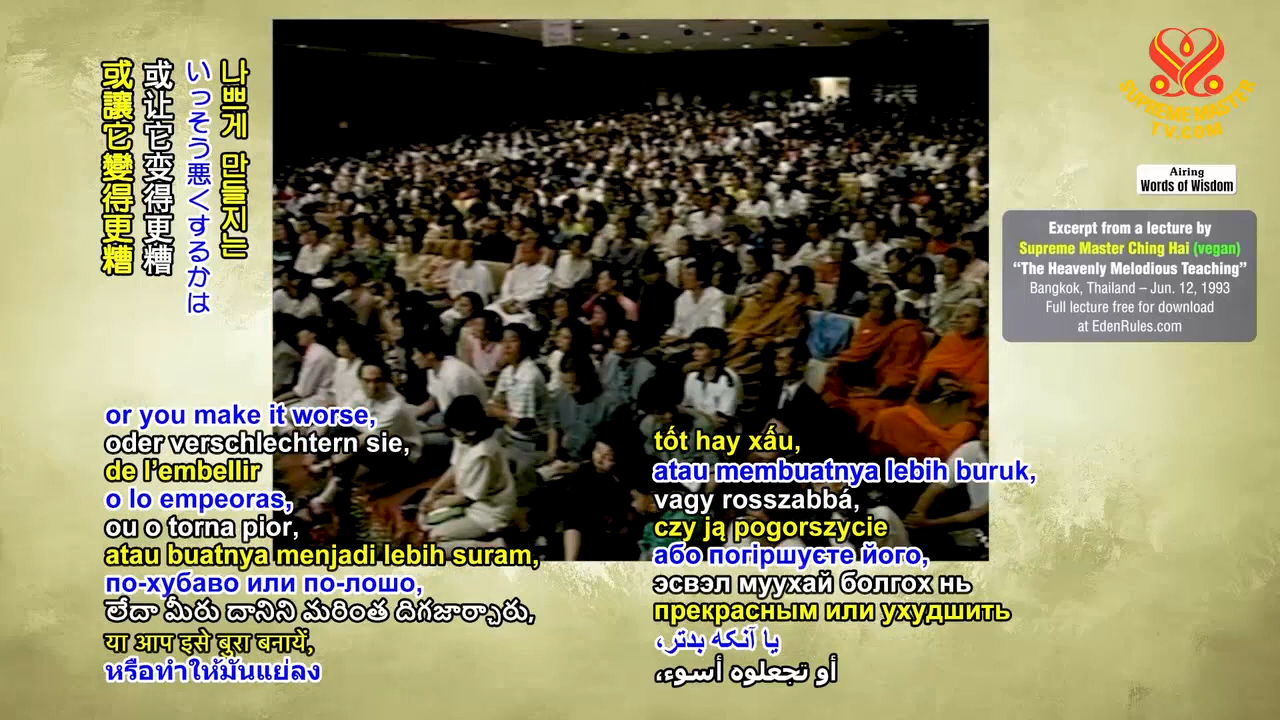 나쁘게 만들지는
いっそう悪くするかは
或让它变得更糟
或讓它變得更糟
SUPREME MASTER
TV.COM
Airing
Words of Wisdom
Excerpt from a lecture by
Supreme Master Ching Hai (vegan)
“The Heavenly Melodious Teaching”
Bangkok, Thailand – Jun. 12, 1993
Full lecture free for download
at EdenRules.com
or you make it worse,
oder verschlechtern sie,
de l’embellir
o lo empeoras,
ou o torna pior,
atau buatnya menjadi lebih suram,
по-хубаво или по-лошо,
లేదా మీరు దానిని మరింత దిగజార్చారు,
या आप इसे बुरा बनायें,
หรือทำให้มันแย่ลง
tốt hay xấu,
atau membuatnya lebih buruk,
vagy rosszabbá,
czy ją pogorszycie
або погіршуєте його,
эсвэл муухай болгох нь
прекрасным или ухудшить
یا آنکه بدتر،
أو تجعلوه أسوء،